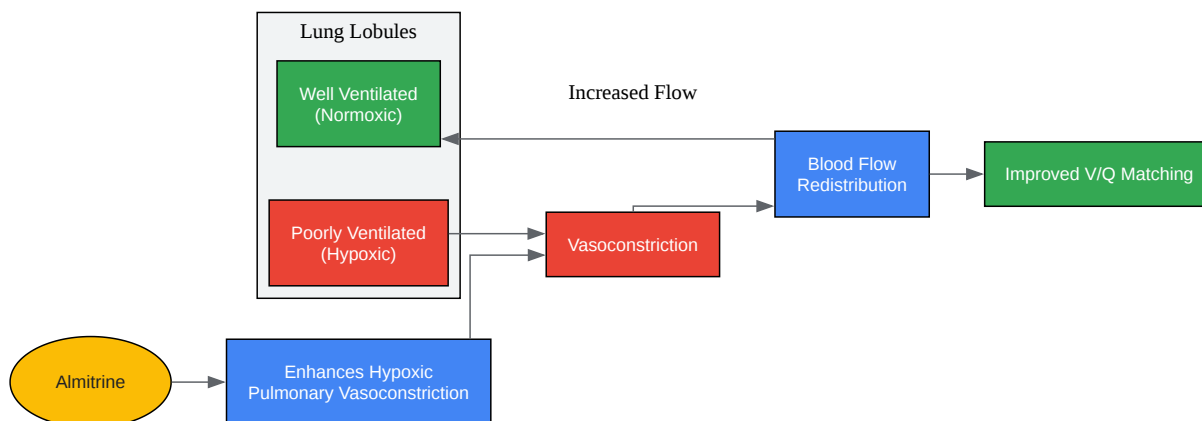 Lung Lobules
Well Ventilated
(Normoxic)
Increased Flow
Blood Flow
Redistribution
Improved V/Q Matching
Poorly Ventilated
(Hypoxic)
Vasoconstriction
Almitrine
Enhances Hypoxic
Pulmonary Vasoconstriction